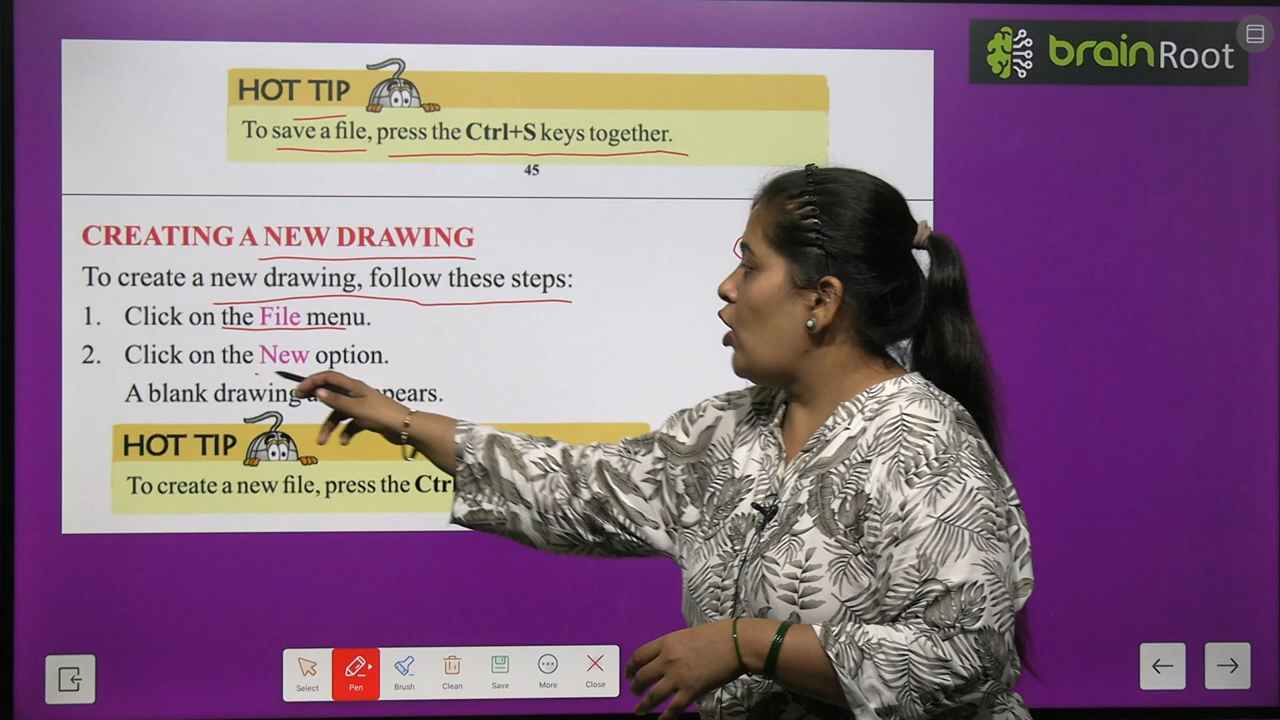 brainRoot
HOT TIP
To save a file, press the Ctrl+S keys together.
45
CREATING A NEW DRAWING
To create a new drawing, follow these steps:
1. Click on the File menu.
2. Click on the New option.
A blank drawing
HOT TIP
To create a new file, press the
Select
Pen
Brush
Clean
Save
More
Close